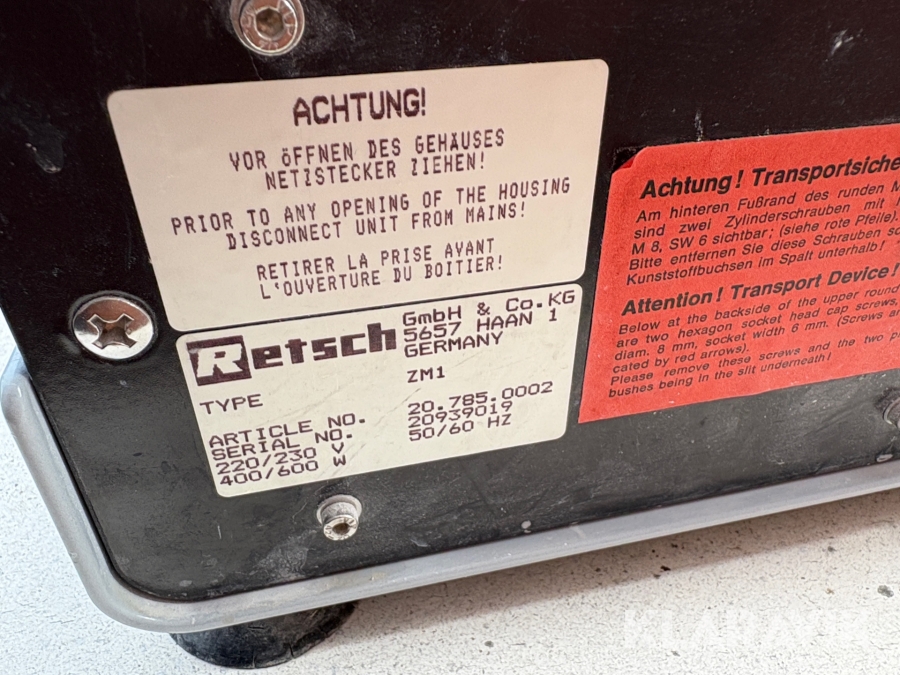 ACHTUNG!
VOR öFFNEN DES GEHAUSES
NETZSTECKER ZIEHEN!
PRIOR TO ANY OPENING OF THE HOUSING
DISCONNECT UNIT FROM MAINS!
RETIRER LA PRISE AVANT
L'OUVERTURE DU BOITIER!
Retsch GmbH & Co.KG
5657 HAAN 1
GERMANY
TYPE ZM1
ARTICLE NO. 20.785.0002
SERIAL NO. 20939019
220/230 V 50/60 HZ
400/600 W
Achtung! Transportsiche
Am hinteren Fußrand des runden M
sind zwei Zylinderschrauben mit
M 8, SW 6 sichtbar; (siehe rote Pfeile).
Bitte entfernen Sie diese Schrauben
Kunststoffbuchsen im Spalt unterhalb!
Attention! Transport Device!
Below at the backside of the upper round
are two hexagon socket head cap screws,
diam. 8 mm, socket width 6 mm. (Screws
cated by red arrows).
Please remove these screws and the two
bushes being in the slit underneath!
KLARAVIK